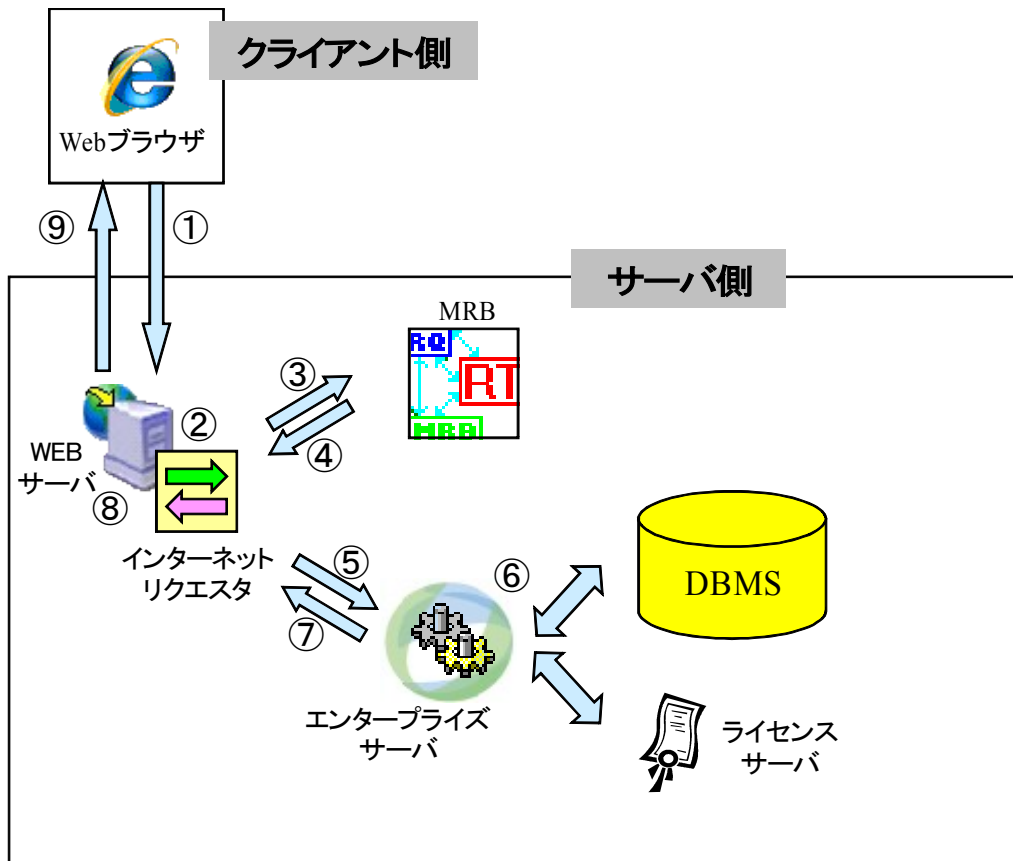 クライアント側
Webブラウザ
⑨
①
サーバ側
MRB
RQ
RT
MRB
③
④
②
WEB
サーバ
⑧
インターネット
リクエスタ
⑤
⑦
⑥
DBMS
エンタープライズ
サーバ
ライセンス
サーバ